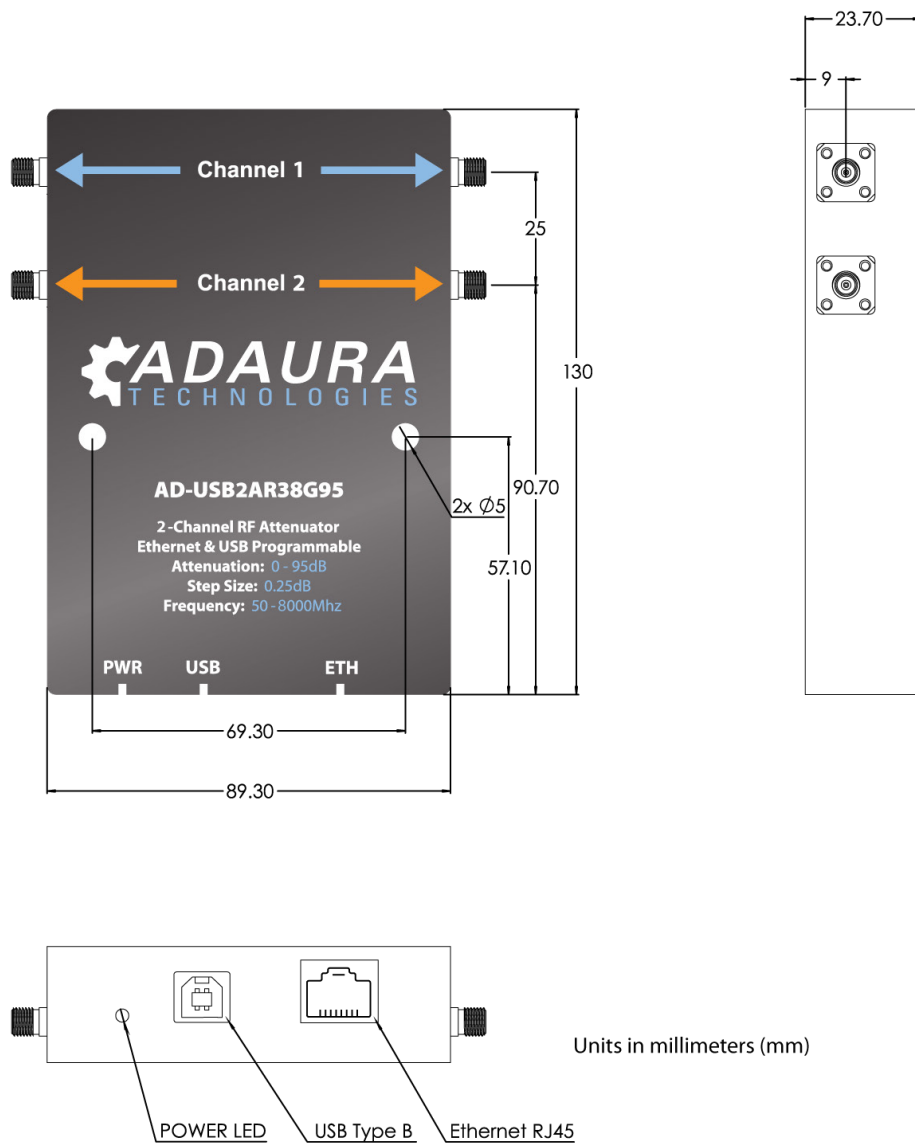 23.70
9
Channel 1
25
Channel 2
ADAURA
TECHNOLOGIES
130
90.70
2x Ø5
57.10
AD-USB2AR38G95
2-Channel RF Attenuator
Ethernet & USB Programmable
Attenuation: 0 - 95dB
Step Size: 0.25dB
Frequency: 50 - 8000Mhz
PWR USB ETH
69.30
89.30
Units in millimeters (mm)
POWER LED USB Type B Ethernet RJ45